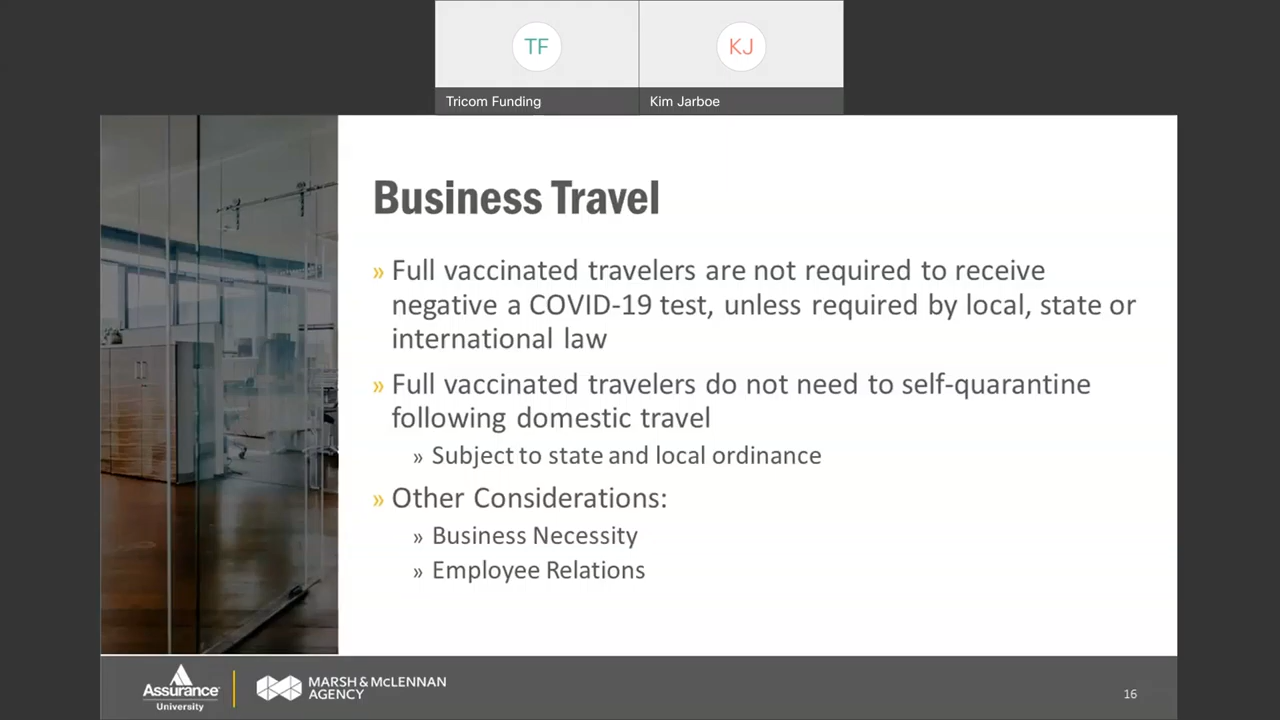 TF
KJ
Tricom Funding
Kim Jarboe
Business Travel
» Full vaccinated travelers are not required to receive
negative a COVID-19 test, unless required by local, state or
international law
» Full vaccinated travelers do not need to self-quarantine
following domestic travel
» Subject to state and local ordinance
» Other Considerations:
» Business Necessity
» Employee Relations
Assurance
University
MARSH & McLENNAN
AGENCY
16